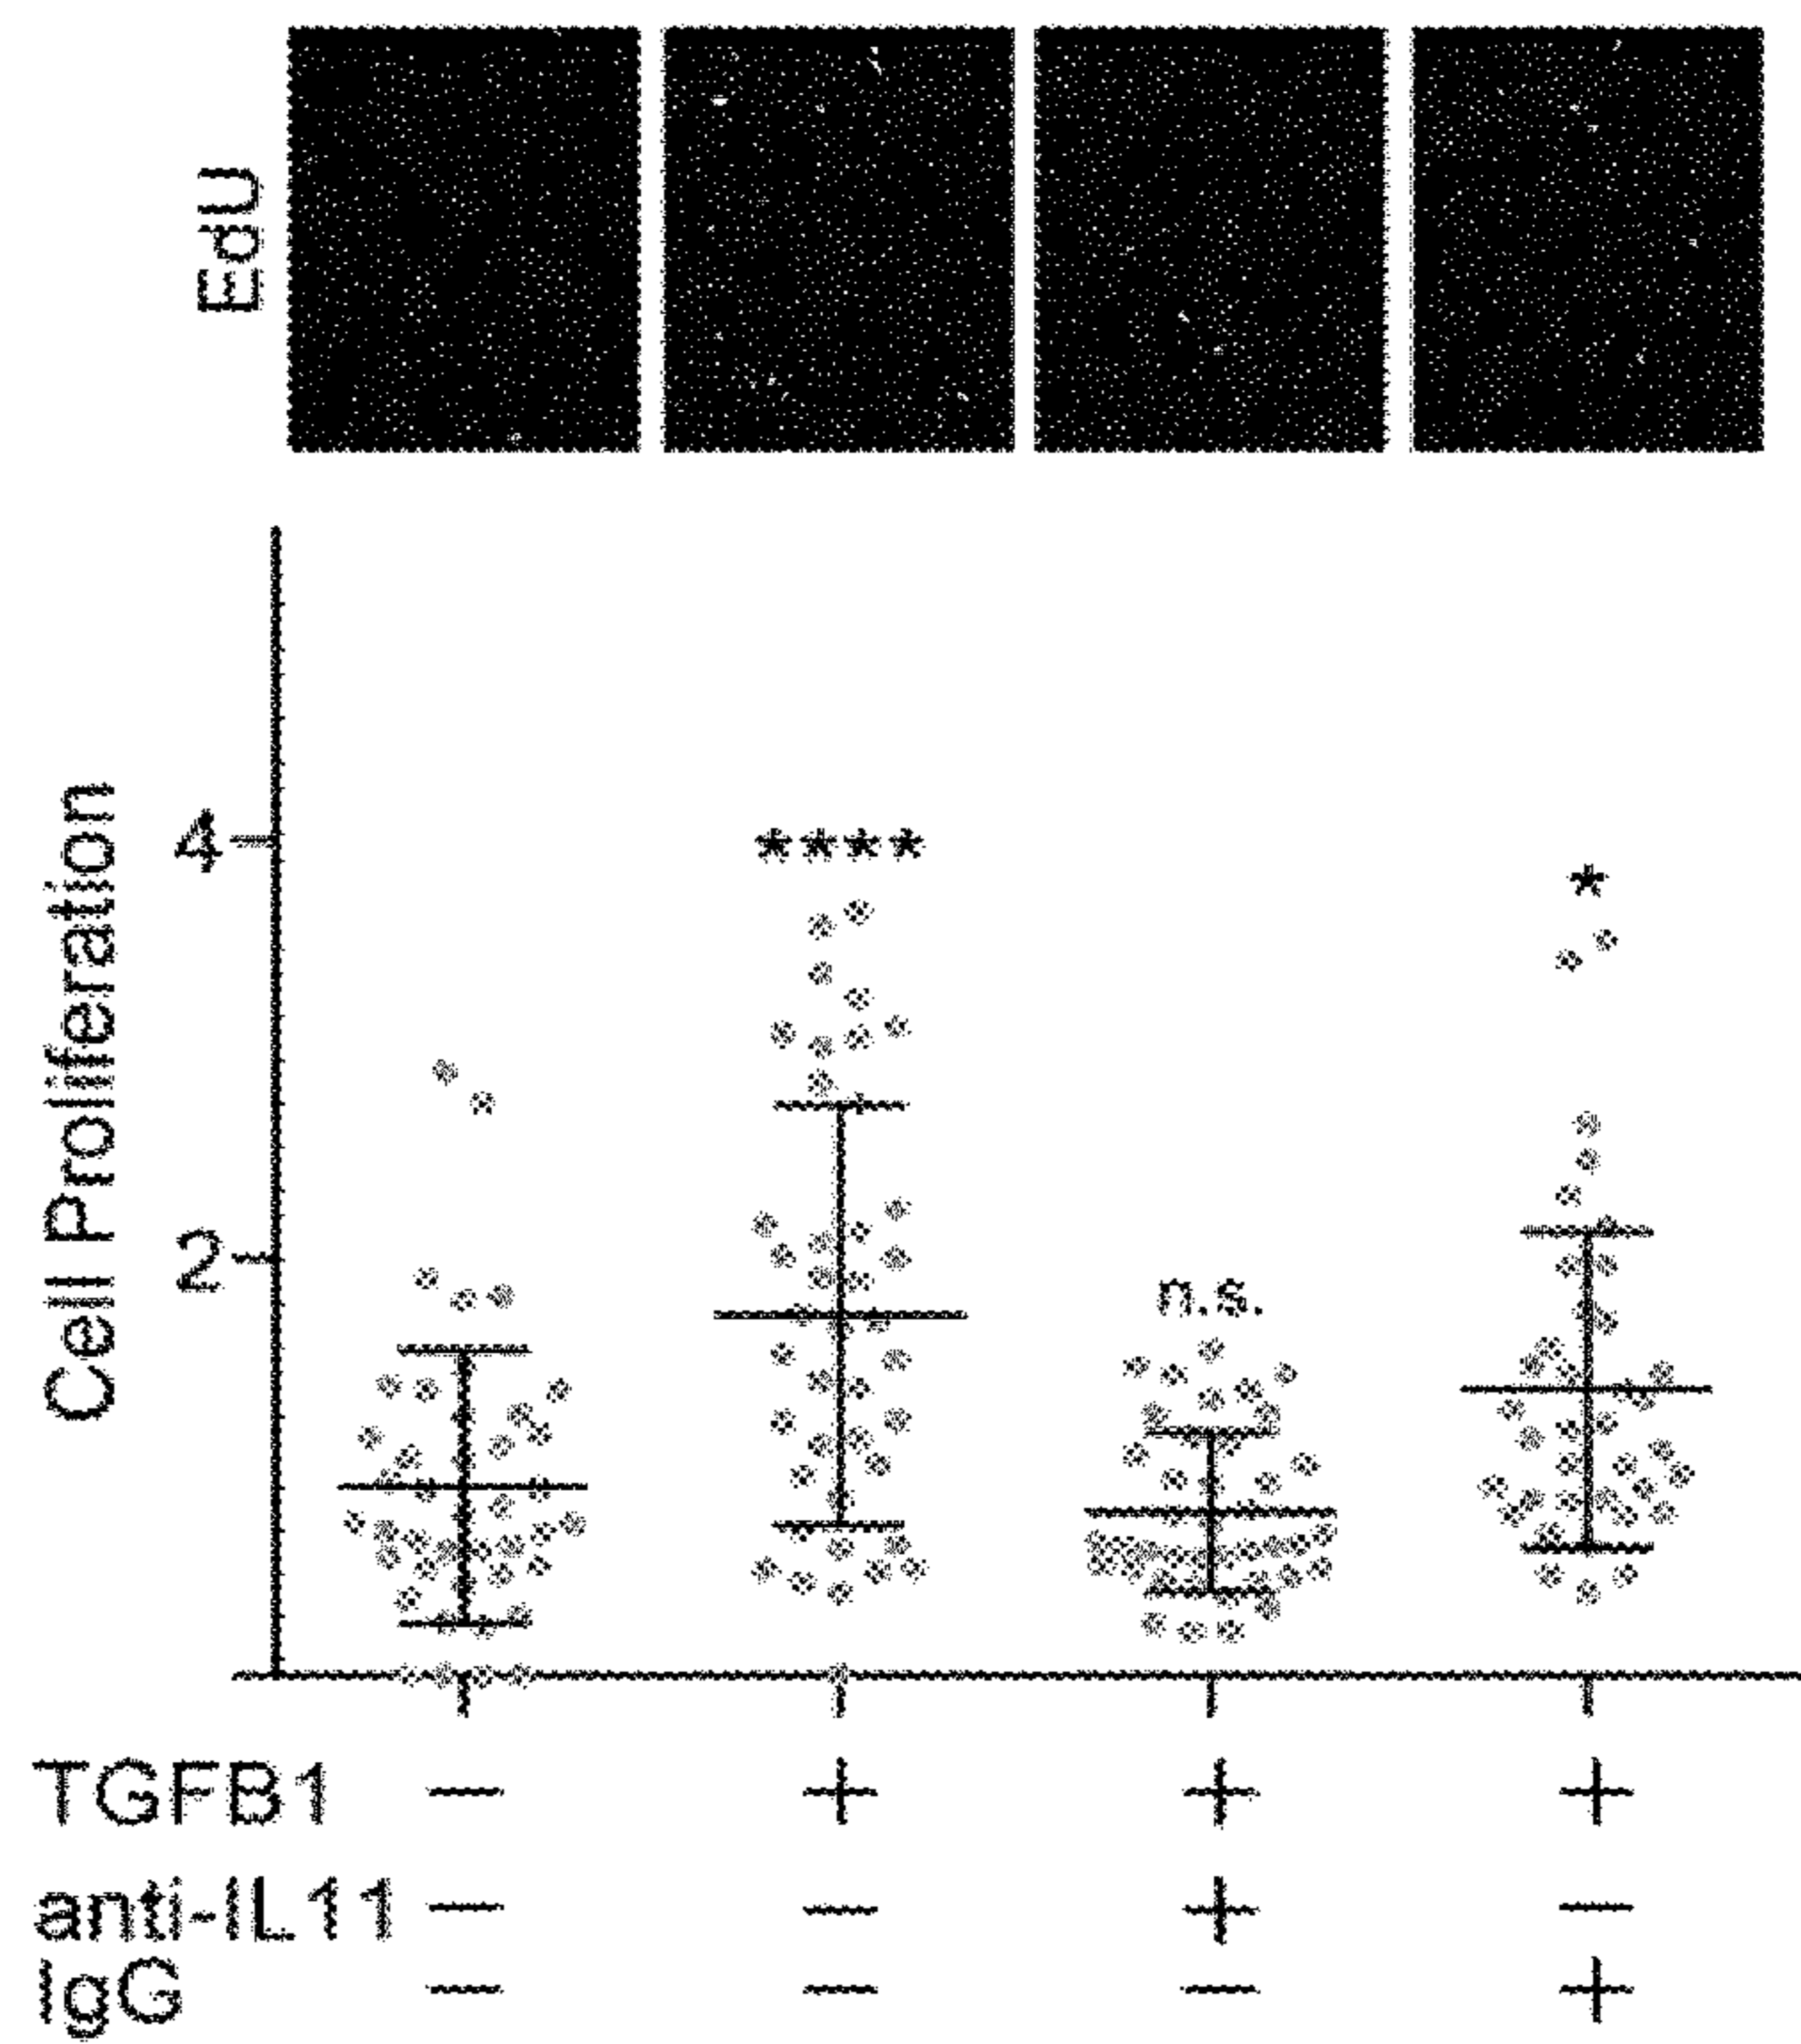 EdU
Cell Proliferation
4
****
*
2
n.s.
TGFB1 − + + +
anti-IL11 − − + −
IgG − − − +